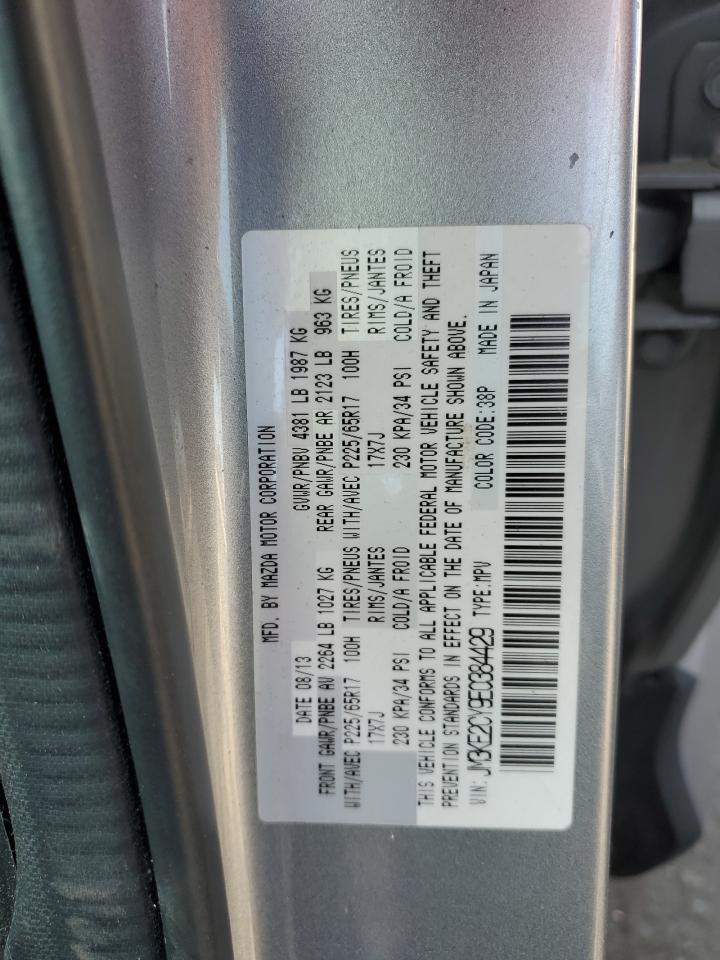 MFD. BY MAZDA MOTOR CORPORATION
DATE 08/13 GVWR/PNBV 4381 LB 1987 KG
FRONT GAWR/PNBE AV 2264 LB 1027 KG REAR GAWR/PNBE AR 2123 LB 963 KG
WITH/AVEC P225/65R17 100H TIRES/PNEUS WITH/AVEC P225/65R17 100H TIRES/PNEUS
17X7J RIMS/JANTES 17X7J RIMS/JANTES
230 KPA/34 PSI COLD/A FROID 230 KPA/34 PSI COLD/A FROID
THIS VEHICLE CONFORMS TO ALL APPLICABLE FEDERAL MOTOR VEHICLE SAFETY AND THEFT
PREVENTION STANDARDS IN EFFECT ON THE DATE OF MANUFACTURE SHOWN ABOVE.
VIN: JM3KE2CY9E0384429 TYPE:MPV COLOR CODE:38P MADE IN JAPAN